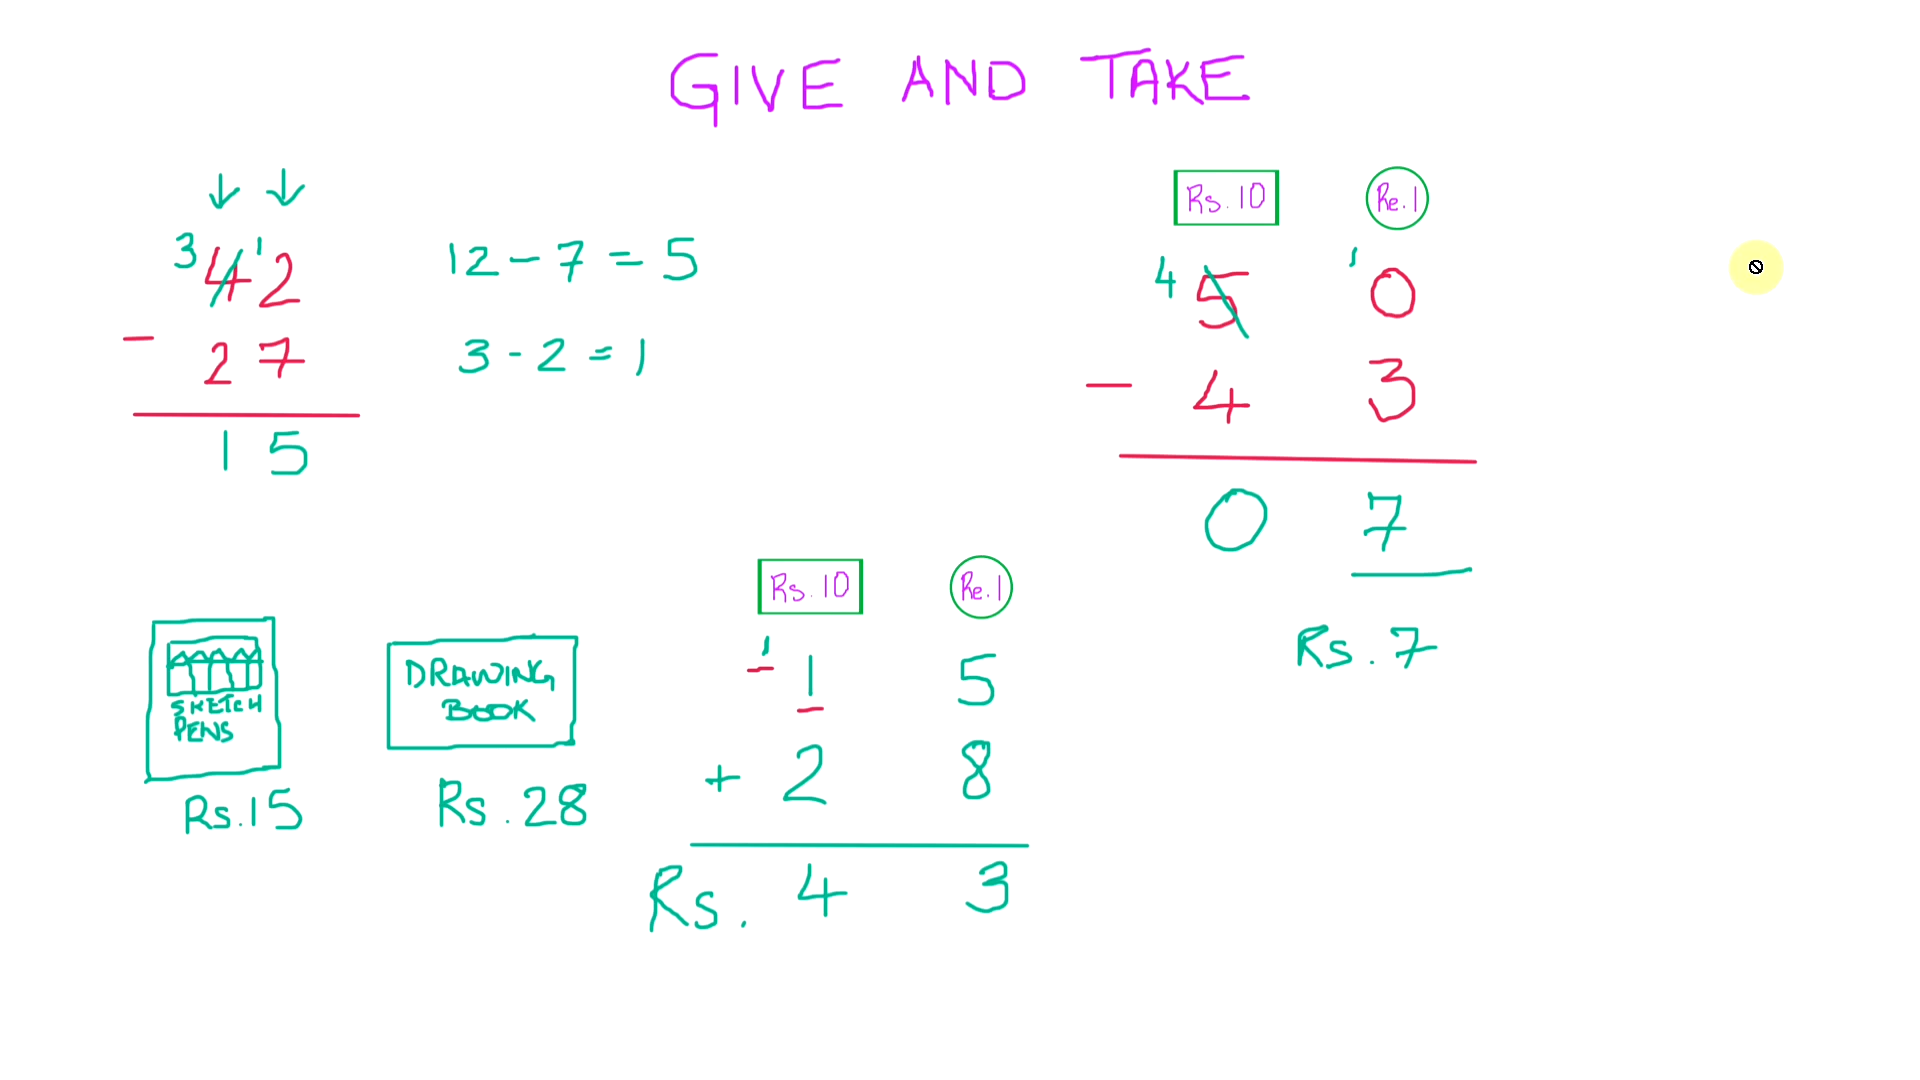 GIVE AND TAKE
3 4 1 2
- 2 7
1 5
12 - 7 = 5
3 - 2 = 1
Rs. 10 Re. 1
4 5 1 0
- 4 3
0 7
Rs. 7
SKETCH
PENS
Rs. 15
DRAWING
BOOK
Rs. 28
Rs. 10 Re. 1
1
1 5
+ 2 8
Rs. 4 3